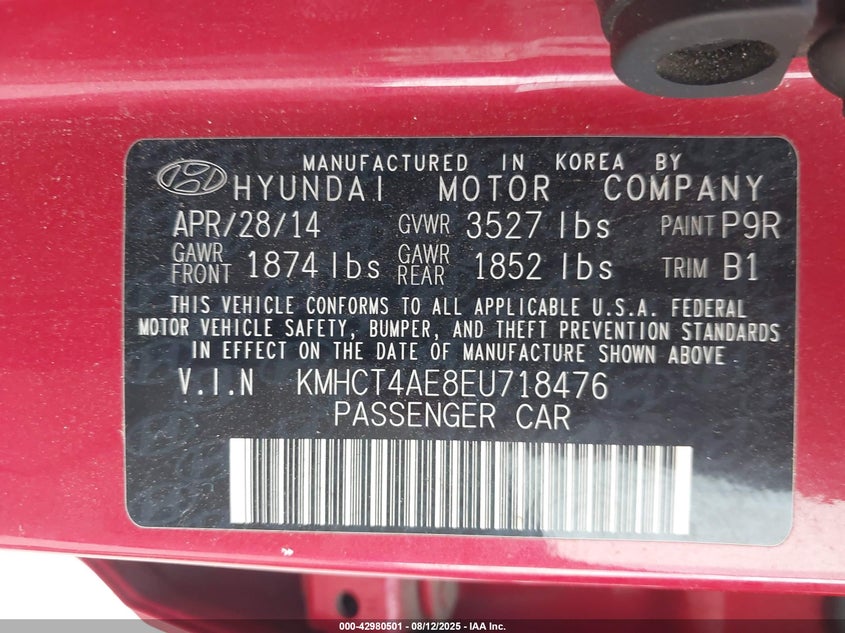 MANUFACTURED IN KOREA BY
HYUNDAI MOTOR COMPANY
APR/28/14 GVWR 3527 lbs PAINT P9R
GAWR FRONT 1874 lbs GAWR REAR 1852 lbs TRIM B1
THIS VEHICLE CONFORMS TO ALL APPLICABLE U.S.A. FEDERAL
MOTOR VEHICLE SAFETY, BUMPER, AND THEFT PREVENTION STANDARDS
IN EFFECT ON THE DATE OF MANUFACTURE SHOWN ABOVE
V.I.N KMHCT4AE8EU718476
PASSENGER CAR
000-42980501 - 08/12/2025 - IAA Inc.